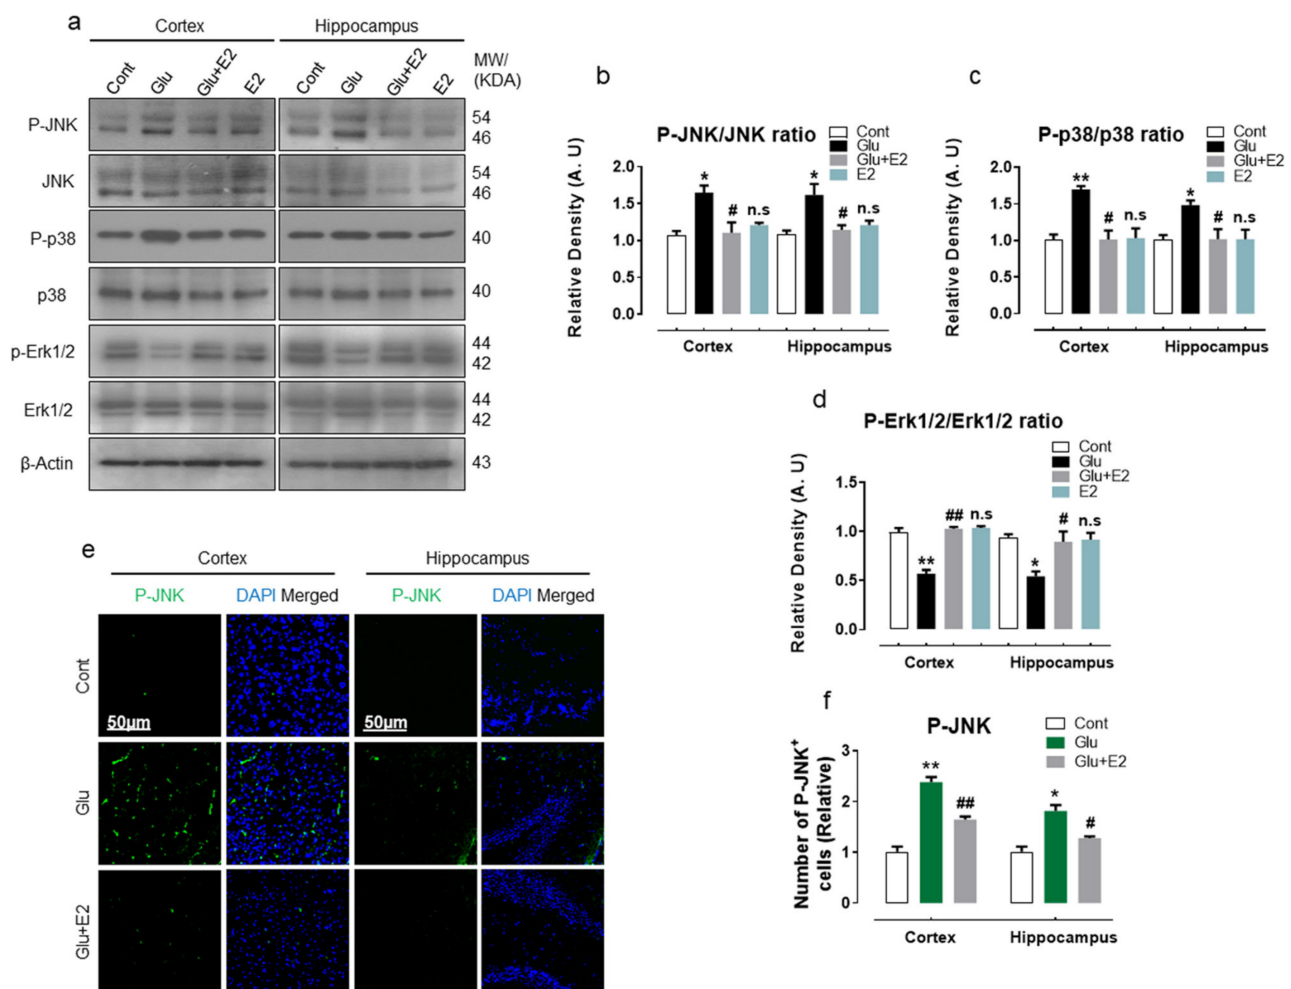 a
Cortex
Hippocampus
Cont
Glu
Glu+E2
E2
Cont
Glu
Glu+E2
E2
MW/
(KDA)
P-JNK
54
46
JNK
54
46
P-p38
40
p38
40
p-Erk1/2
44
42
Erk1/2
44
42
β-Actin
43
b
P-JNK/JNK ratio
Cont
Glu
Glu+E2
E2
Relative Density (A. U)
2.0
1.5
1.0
0.5
0.0
*
#
n.s
*
#
n.s
Cortex
Hippocampus
c
P-p38/p38 ratio
Cont
Glu
Glu+E2
E2
Relative Density (A. U)
2.0
1.5
1.0
0.5
0.0
**
#
n.s
*
#
n.s
Cortex
Hippocampus
d
P-Erk1/2/Erk1/2 ratio
Cont
Glu
Glu+E2
E2
Relative Density (A. U)
1.5
1.0
0.5
0.0
**
##
n.s
*
#
n.s
Cortex
Hippocampus
e
Cortex
Hippocampus
P-JNK
DAPI Merged
P-JNK
DAPI Merged
Cont
50μm
50μm
Glu
Glu+E2
f
P-JNK
Cont
Glu
Glu+E2
Number of P-JNK+
cells (Relative)
3
2
1
0
**
##
*
#
Cortex
Hippocampus